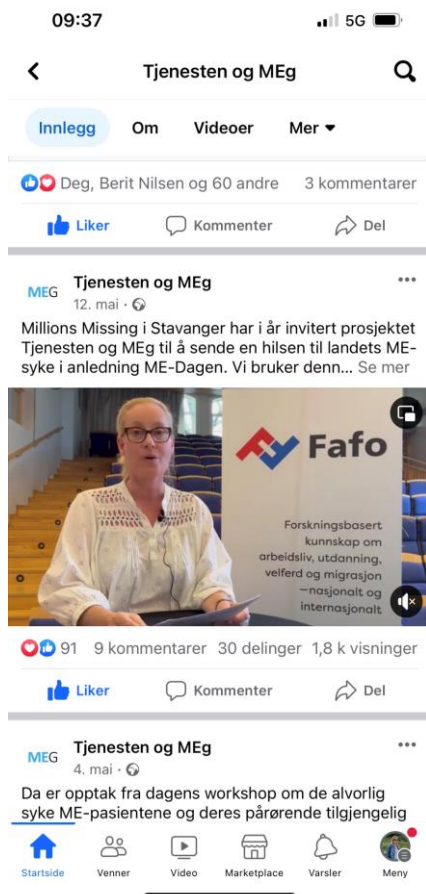 09:37
5G
Tjenesten og MEg
Innlegg Om Videoer Mer
Deg, Berit Nilsen og 60 andre 3 kommentarer
Liker Kommenter Del
MEG Tjenesten og MEg
12. mai ·
Millions Missing i Stavanger har i år invitert prosjektet
Tjenesten og MEg til å sende en hilsen til landets ME-
syke i anledning ME-Dagen. Vi bruker denn... Se mer
Fafo
Forskningsbasert
kunnskap om
arbeidsliv, utdanning,
velferd og migrasjon
—nasjonalt og
internasjonalt
91 9 kommentarer 30 delinger 1,8 k visninger
Liker Kommenter Del
MEG Tjenesten og MEg
4. mai ·
Da er opptak fra dagens workshop om de alvorlig
syke ME-pasientene og deres pårørende tilgjengelig
Startside Venner Video Marketplace Varsler Meny